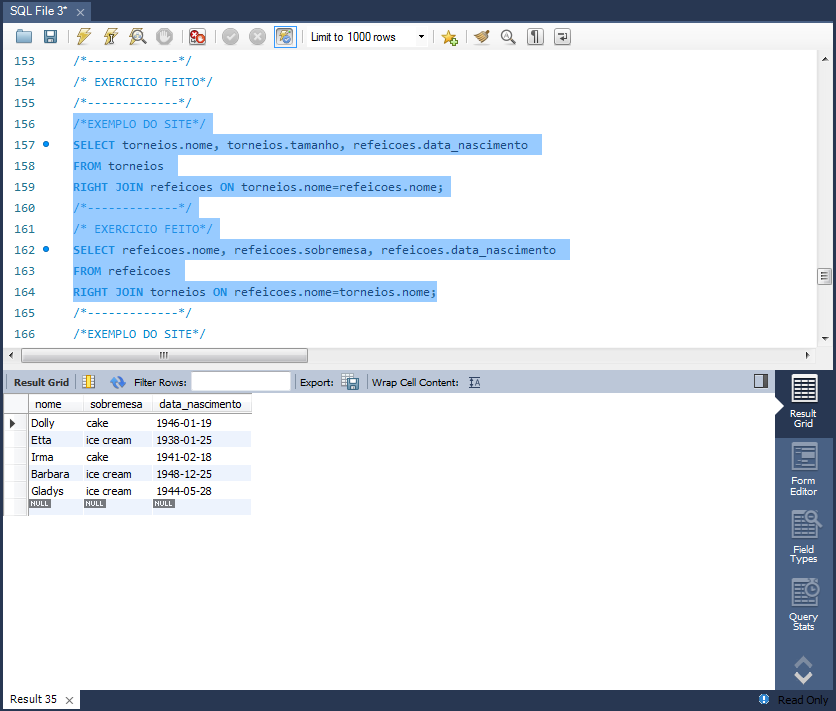 SQL File 3*
Limit to 1000 rows
153 /*-------------*/
154 /* EXERCICIO FEITO*/
155 /*-------------*/
156 /*EXEMPLO DO SITE*/
157 SELECT torneios.nome, torneios.tamanho, refeicoes.data_nascimento
158 FROM torneios
159 RIGHT JOIN refeicoes ON torneios.nome=refeicoes.nome;
160 /*-------------*/
161 /* EXERCICIO FEITO*/
162 SELECT refeicoes.nome, refeicoes.sobremesa, refeicoes.data_nascimento
163 FROM refeicoes
164 RIGHT JOIN torneios ON refeicoes.nome=torneios.nome;
165 /*-------------*/
166 /*EXEMPLO DO SITE*/
Result Grid Filter Rows: Export: Wrap Cell Content: IA
nome sobremesa data_nascimento
Dolly cake 1946-01-19
Etta ice cream 1938-01-25
Irma cake 1941-02-18
Barbara ice cream 1948-12-25
Gladys ice cream 1944-05-28
NULL NULL NULL
Result
Grid
Form
Editor
Field
Types
Query
Stats
Result 35
Read Only